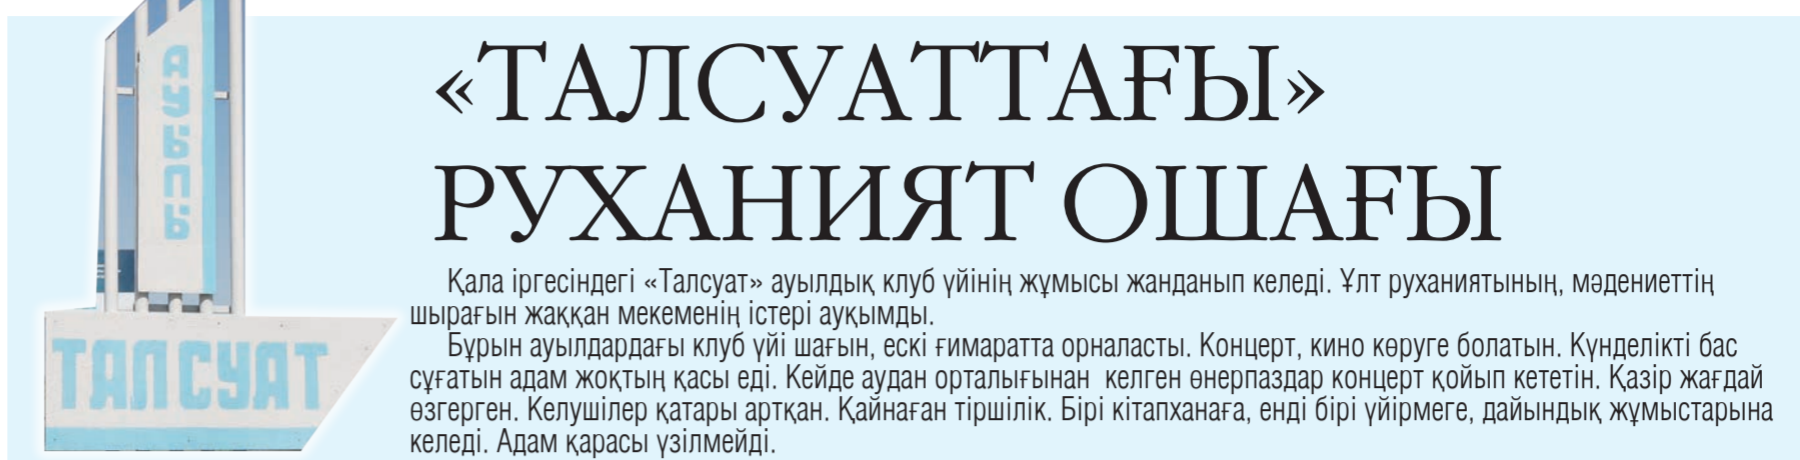 АУБПБ
ТАЛСУАТ
«ТАЛСУАТТАҒЫ»
РУХАНИЯТ ОШАҒЫ
Қала іргесіндегі «Талсуат» ауылдық клуб үйінің жұмысы жанданып келеді. Ұлт руханиятының, мәдениеттің
шырағын жаққан мекеменің істері ауқымды.
Бұрын ауылдардағы клуб үйі шағын, ескі ғимаратта орналасты. Концерт, кино көруге болатын. Күнделікті бас
сұғатын адам жоқтың қасы еді. Кейде аудан орталығынан келген өнерпаздар концерт қойып кететін. Қазір жағдай
өзгерген. Келушілер қатары артқан. Қайнаған тіршілік. Бірі кітапханаға, енді бірі үйірмеге, дайындық жұмыстарына
келеді. Адам қарасы үзілмейді.